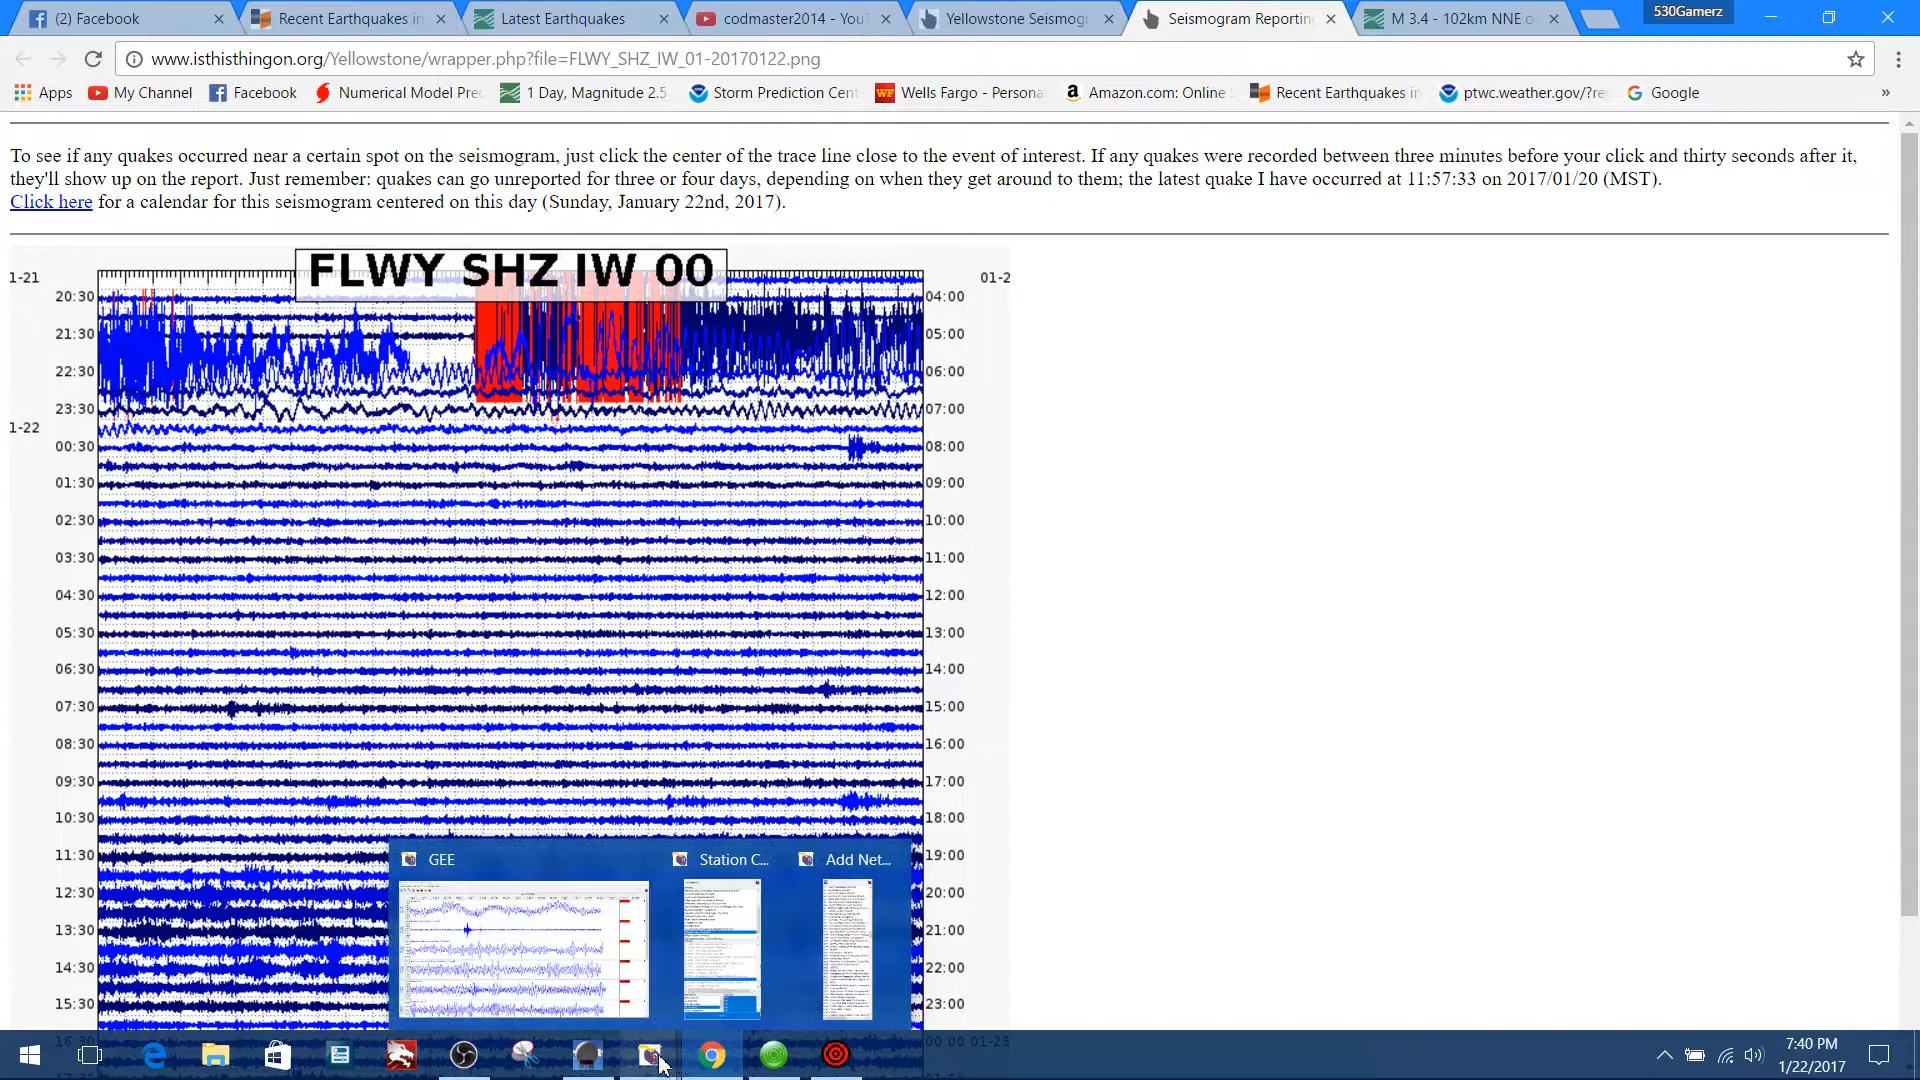 (2) Facebook
Recent Earthquakes in
Latest Earthquakes
codmaster2014 - YouT
Yellowstone Seismog
Seismogram Reportin
M 3.4 - 102km NNE o
530Gamerz
www.isthisthingon.org/Yellowstone/wrapper.php?file=FLWY_SHZ_IW_01-20170122.png
Apps
My Channel
Facebook
Numerical Model Pre
1 Day, Magnitude 2.5
Storm Prediction Cent
WF
Wells Fargo - Persona
Amazon.com: Online
Recent Earthquakes in
ptwc.weather.gov/?re
Google
To see if any quakes occurred near a certain spot on the seismogram, just click the center of the trace line close to the event of interest. If any quakes were recorded between three minutes before your click and thirty seconds after it,
they'll show up on the report. Just remember: quakes can go unreported for three or four days, depending on when they get around to them; the latest quake I have occurred at 11:57:33 on 2017/01/20 (MST).
Click here for a calendar for this seismogram centered on this day (Sunday, January 22nd, 2017).
FLWY SHZ IW 00
1-21
01-2
20:30
04:00
21:30
05:00
22:30
06:00
23:30
07:00
1-22
00:30
08:00
01:30
09:00
02:30
10:00
03:30
11:00
04:30
12:00
05:30
13:00
06:30
14:00
07:30
15:00
08:30
16:00
09:30
17:00
10:30
18:00
11:30
19:00
12:30
20:00
13:30
21:00
14:30
22:00
15:30
23:00
16:30
00:00 01-23
GEE
Station C...
Add Net...
7:40 PM
1/22/2017